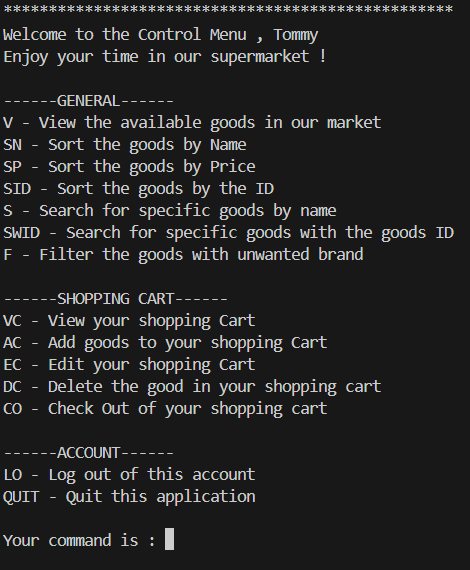 **************************************************
Welcome to the Control Menu , Tommy
Enjoy your time in our supermarket !
------GENERAL------
V - View the available goods in our market
SN - Sort the goods by Name
SP - Sort the goods by Price
SID - Sort the goods by the ID
S - Search for specific goods by name
SWID - Search for specific goods with the goods ID
F - Filter the goods with unwanted brand
------SHOPPING CART------
VC - View your shopping Cart
AC - Add goods to your shopping Cart
EC - Edit your shopping Cart
DC - Delete the good in your shopping cart
CO - Check Out of your shopping cart
------ACCOUNT------
LO - Log out of this account
QUIT - Quit this application
Your command is :